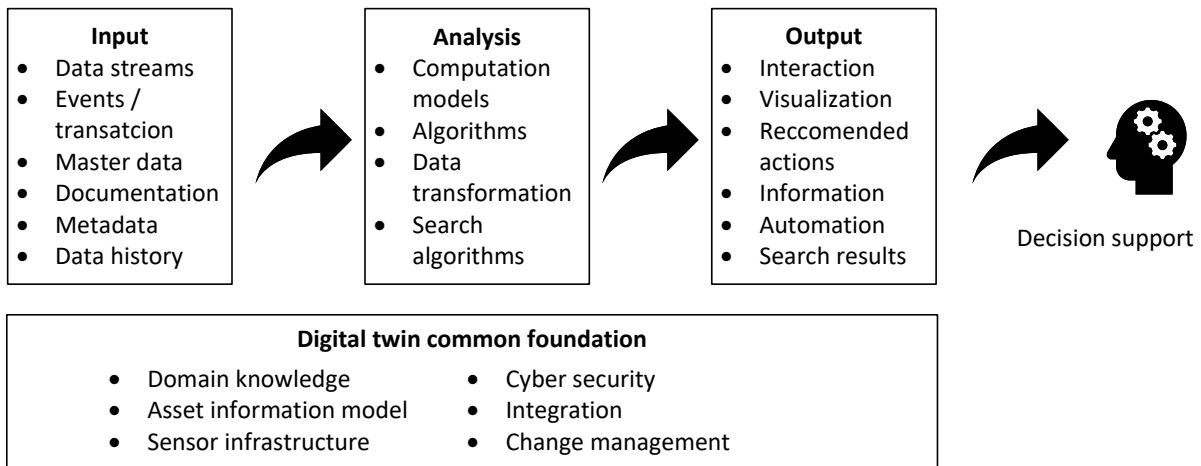 Input
• Data streams
• Events /
transatcion
• Master data
• Documentation
• Metadata
• Data history
Analysis
• Computation
models
• Algorithms
• Data
transformation
• Search
algorithms
Output
• Interaction
• Visualization
• Reccomended
actions
• Information
• Automation
• Search results
Decision support
Digital twin common foundation
• Domain knowledge
• Asset information model
• Sensor infrastructure
• Cyber security
• Integration
• Change management